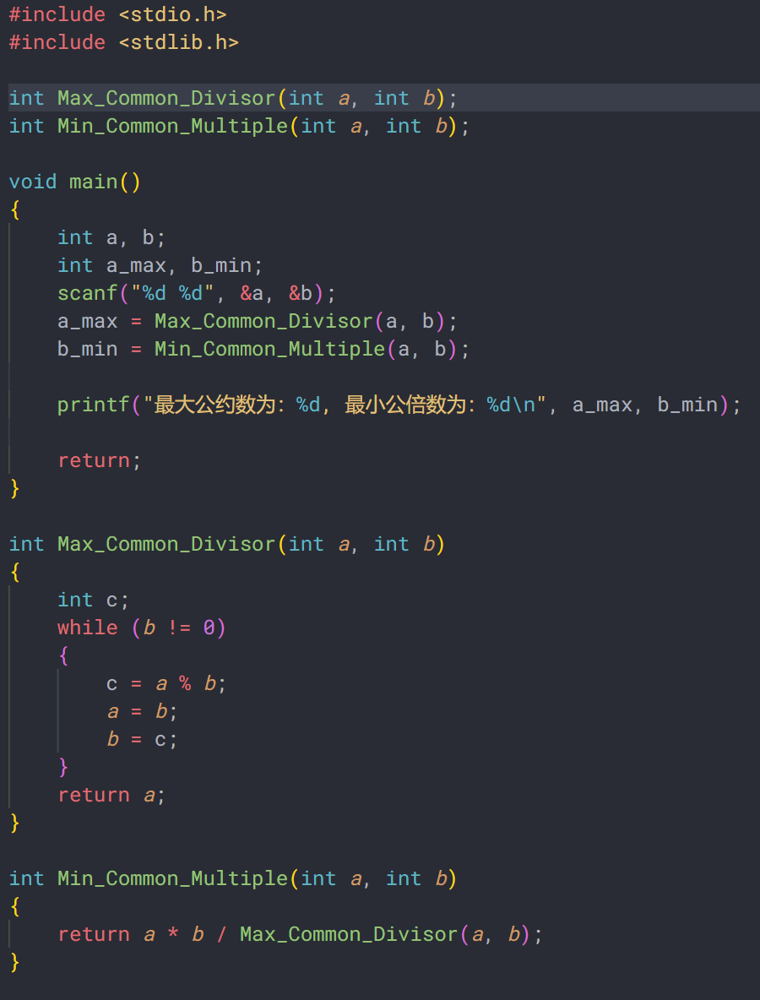 #include <stdio.h>
#include <stdlib.h>

int Max_Common_Divisor(int a, int b);
int Min_Common_Multiple(int a, int b);

void main()
{
    int a, b;
    int a_max, b_min;
    scanf("%d %d", &a, &b);
    a_max = Max_Common_Divisor(a, b);
    b_min = Min_Common_Multiple(a, b);

    printf("最大公约数为：%d, 最小公倍数为：%d\n", a_max, b_min);

    return;
}

int Max_Common_Divisor(int a, int b)
{
    int c;
    while (b != 0)
    {
        c = a % b;
        a = b;
        b = c;
    }
    return a;
}

int Min_Common_Multiple(int a, int b)
{
    return a * b / Max_Common_Divisor(a, b);
}